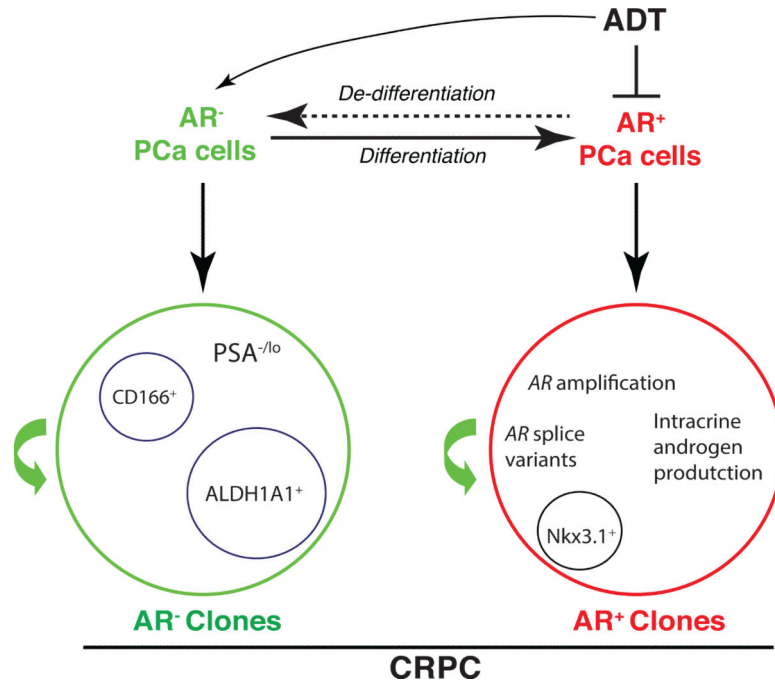 ADT
De-differentiation
AR⁻
PCa cells
AR⁺
PCa cells
Differentiation
PSA⁻/ˡᵒ
CD166⁺
ALDH1A1⁺
AR amplification
AR splice
variants
Intracrine
androgen
produtction
Nkx3.1⁺
AR⁻ Clones
AR⁺ Clones
CRPC